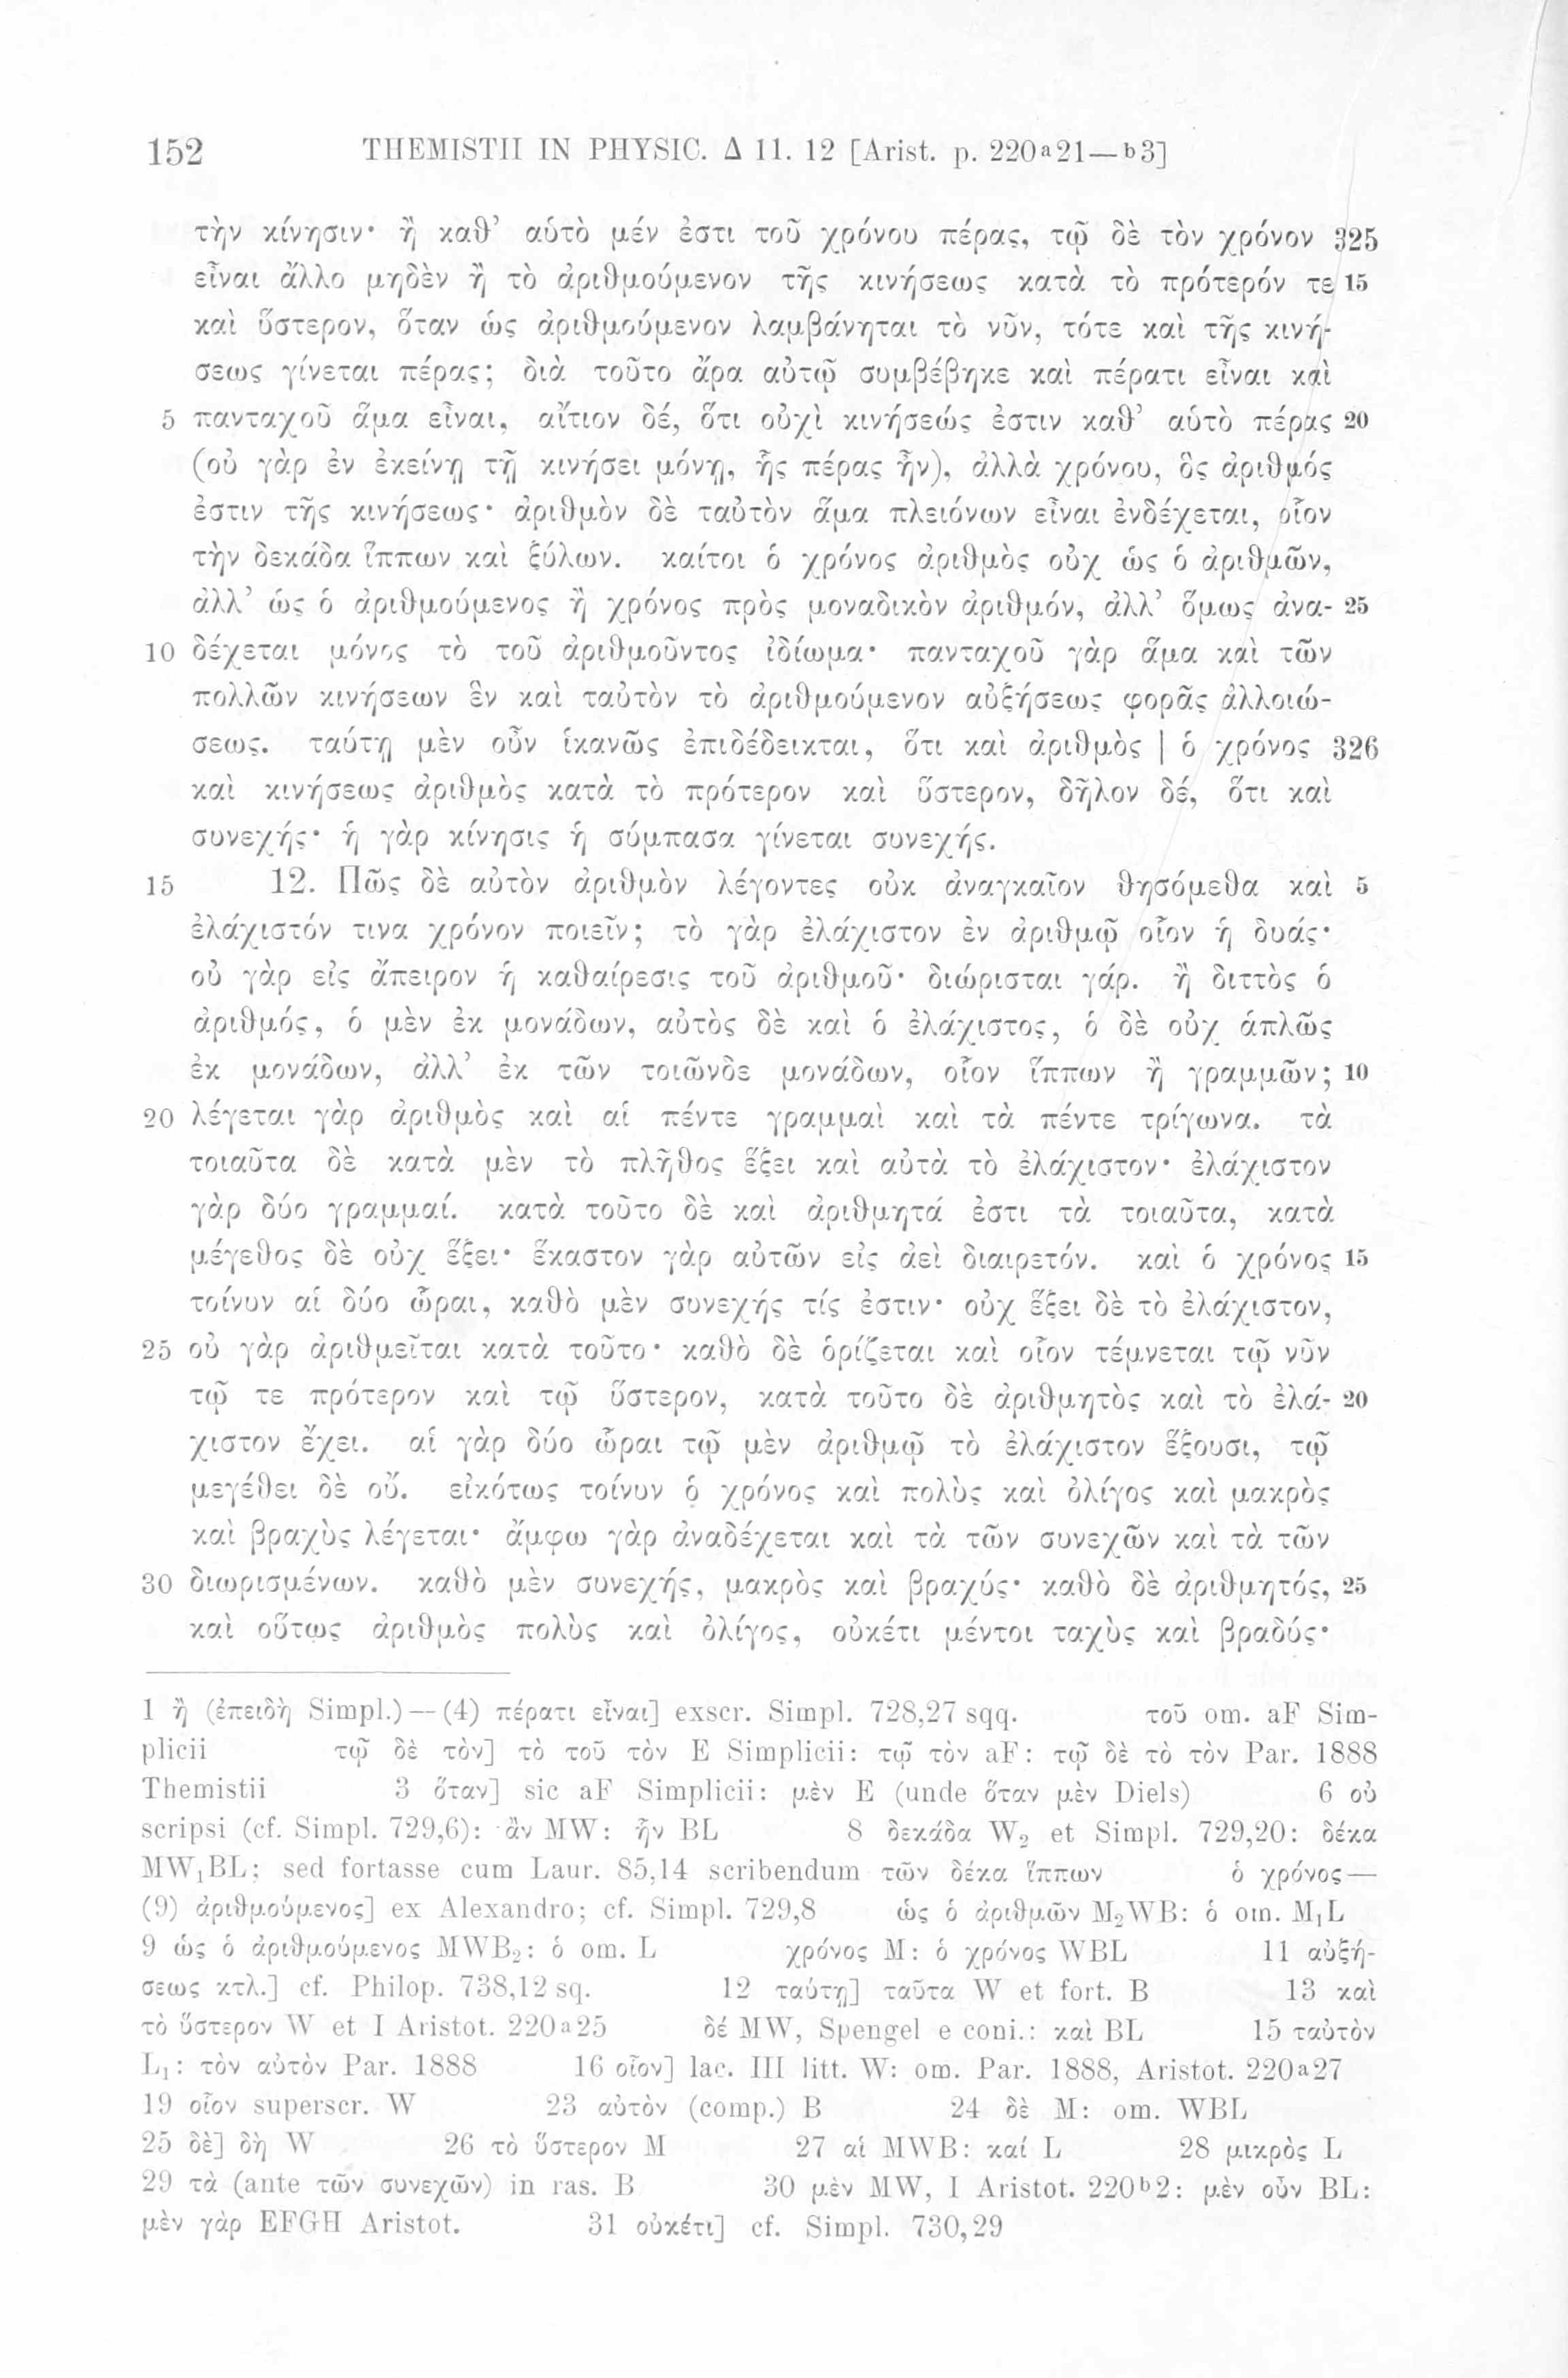 152 THEMISTII IN PHYSIC. Δ 11. 12 [Arist. p. 220a21—b3]
τὴν κίνησιν· ἢ καθ’ αὑτὸ μέν ἐστι τοῦ χρόνου πέρας, τῷ δὲ τὸν χρόνον 325
εἶναι ἄλλο μηδὲν ἢ τὸ ἀριθμούμενον τῆς κινήσεως κατὰ τὸ πρότερόν τε 15
καὶ ὕστερον, ὅταν ὡς ἀριθμούμενον λαμβάνηται τὸ νῦν, τότε καὶ τῆς κινή-
σεως γίνεται πέρας; διὰ τοῦτο ἄρα αὐτῷ συμβέβηκε καὶ πέρατι εἶναι καὶ
5 πανταχοῦ ἅμα εἶναι, αἴτιον δέ, ὅτι οὐχὶ κινήσεώς ἐστιν καθ’ αὑτὸ πέρας 20
(οὐ γὰρ ἐν ἐκείνῃ τῇ κινήσει μόνῃ, ἧς πέρας ἦν), ἀλλὰ χρόνου, ὃς ἀριθμός
ἐστιν τῆς κινήσεως· ἀριθμὸν δὲ ταὐτὸν ἅμα πλειόνων εἶναι ἐνδέχεται, οἷον
τὴν δεκάδα ἵππων καὶ ξύλων. καίτοι ὁ χρόνος ἀριθμὸς οὐχ ὡς ὁ ἀριθμῶν,
ἀλλ’ ὡς ὁ ἀριθμούμενος ἢ χρόνος πρὸς μοναδικὸν ἀριθμόν, ἀλλ’ ὅμως ἀνα- 25
10 δέχεται μόνος τὸ τοῦ ἀριθμοῦντος ἰδίωμα· πανταχοῦ γὰρ ἅμα καὶ τῶν
πολλῶν κινήσεων ἓν καὶ ταὐτὸν τὸ ἀριθμούμενον αὐξήσεως φορᾶς ἀλλοιώ-
σεως. ταύτῃ μὲν οὖν ἱκανῶς ἐπιδέδεικται, ὅτι καὶ ἀριθμὸς | ὁ χρόνος 326
καὶ κινήσεως ἀριθμὸς κατὰ τὸ πρότερον καὶ ὕστερον, δῆλον δέ, ὅτι καὶ
συνεχής· ἡ γὰρ κίνησις ἡ σύμπασα γίνεται συνεχής.
15 12. Πῶς δὲ αὐτὸν ἀριθμὸν λέγοντες οὐκ ἀναγκαῖον θησόμεθα καὶ 5
ἐλάχιστόν τινα χρόνον ποιεῖν; τὸ γὰρ ἐλάχιστον ἐν ἀριθμῷ οἷον ἡ δυάς·
οὐ γὰρ εἰς ἄπειρον ἡ καθαίρεσις τοῦ ἀριθμοῦ· διώρισται γάρ. ἢ διττὸς ὁ
ἀριθμός, ὁ μὲν ἐκ μονάδων, αὐτὸς δὲ καὶ ὁ ἐλάχιστος, ὁ δὲ οὐχ ἁπλῶς
ἐκ μονάδων, ἀλλ’ ἐκ τῶν τοιῶνδε μονάδων, οἷον ἵππων ἢ γραμμῶν; 10
20 λέγεται γὰρ ἀριθμὸς καὶ αἱ πέντε γραμμαὶ καὶ τὰ πέντε τρίγωνα. τὰ
τοιαῦτα δὲ κατὰ μὲν τὸ πλῆθος ἕξει καὶ αὐτὰ τὸ ἐλάχιστον· ἐλάχιστον
γὰρ δύο γραμμαί. κατὰ τοῦτο δὲ καὶ ἀριθμητά ἐστι τὰ τοιαῦτα, κατὰ
μέγεθος δὲ οὐχ ἕξει· ἕκαστον γὰρ αὐτῶν εἰς ἀεὶ διαιρετόν. καὶ ὁ χρόνος 15
τοίνυν αἱ δύο ὧραι, καθὸ μὲν συνεχής τίς ἐστιν· οὐχ ἕξει δὲ τὸ ἐλάχιστον,
25 οὐ γὰρ ἀριθμεῖται κατὰ τοῦτο· καθὸ δὲ ὁρίζεται καὶ οἷον τέμνεται τῷ νῦν
τῷ τε πρότερον καὶ τῷ ὕστερον, κατὰ τοῦτο δὲ ἀριθμητὸς καὶ τὸ ἐλά- 20
χιστον ἔχει. αἱ γὰρ δύο ὧραι τῷ μὲν ἀριθμῷ τὸ ἐλάχιστον ἕξουσι, τῷ
μεγέθει δὲ οὔ. εἰκότως τοίνυν ὁ χρόνος καὶ πολὺς καὶ ὀλίγος καὶ μακρὸς
καὶ βραχὺς λέγεται· ἄμφω γὰρ ἀναδέχεται καὶ τὰ τῶν συνεχῶν καὶ τὰ τῶν
30 διωρισμένων. καθὸ μὲν συνεχής, μακρὸς καὶ βραχύς· καθὸ δὲ ἀριθμητός, 25
καὶ οὕτως ἀριθμὸς πολὺς καὶ ὀλίγος, οὐκέτι μέντοι ταχὺς καὶ βραδύς·
1 ἢ (ἐπειδὴ Simpl.)—(4) πέρατι εἶναι] exscr. Simpl. 728,27 sqq. τοῦ om. aF Sim-
plicii τῷ δὲ τὸν] τὸ τοῦ τὸν E Simplicii: τῷ τὸν aF: τῷ δὲ τὸ τὸν Par. 1888
Themistii 3 ὅταν] sic aF Simplicii: μὲν E (unde ὅταν μὲν Diels) 6 οὐ
scripsi (cf. Simpl. 729,6): ἂν MW: ἦν BL 8 δεκάδα W2 et Simpl. 729,20: δέκα
MW1BL; sed fortasse cum Laur. 85,14 scribendum τῶν δέκα ἵππων ὁ χρόνος—
(9) ἀριθμούμενος] ex Alexandro; cf. Simpl. 729,8 ὡς ὁ ἀριθμῶν M2WB: ὁ om. M1L
9 ὡς ὁ ἀριθμούμενος MWB2: ὁ om. L χρόνος M: ὁ χρόνος WBL 11 αὐξή-
σεως κτλ.] cf. Philop. 738,12 sq. 12 ταύτῃ] ταῦτα W et fort. B 13 καὶ
τὸ ὕστερον W et I Aristot. 220a25 δέ MW, Spengel e coni.: καὶ BL 15 ταὐτὸν
L1: τὸν αὐτὸν Par. 1888 16 οἷον] lac. III litt. W: om. Par. 1888, Aristot. 220a27
19 οἷον superscr. W 23 αὐτὸν (comp.) B 24 δὲ M: om. WBL
25 δὲ] δὴ W 26 τὸ ὕστερον M 27 αἱ MWB: καί L 28 μικρὸς L
29 τὰ (ante τῶν συνεχῶν) in ras. B 30 μὲν MW, I Aristot. 220b2: μὲν οὖν BL:
μὲν γὰρ EFGH Aristot. 31 οὐκέτι] cf. Simpl. 730,29